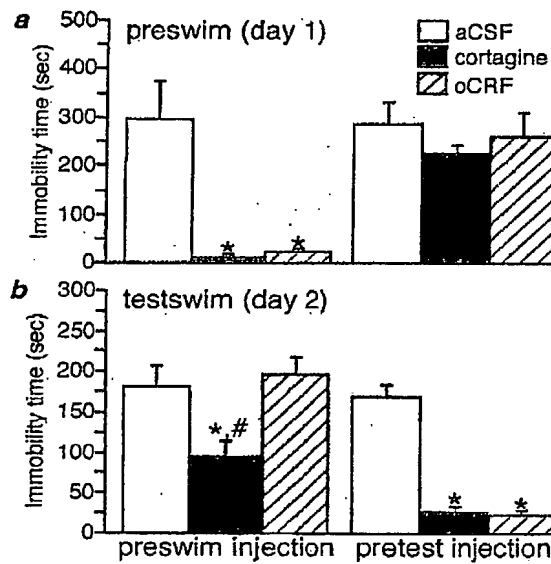 a preswim (day 1)
aCSF
cortagine
oCRF
Immobility time (sec)
500
400
300
200
100
0
* *
b testswim (day 2)
Immobility time (sec)
300
250
200
150
100
50
0
*,#
* *
preswim injection pretest injection